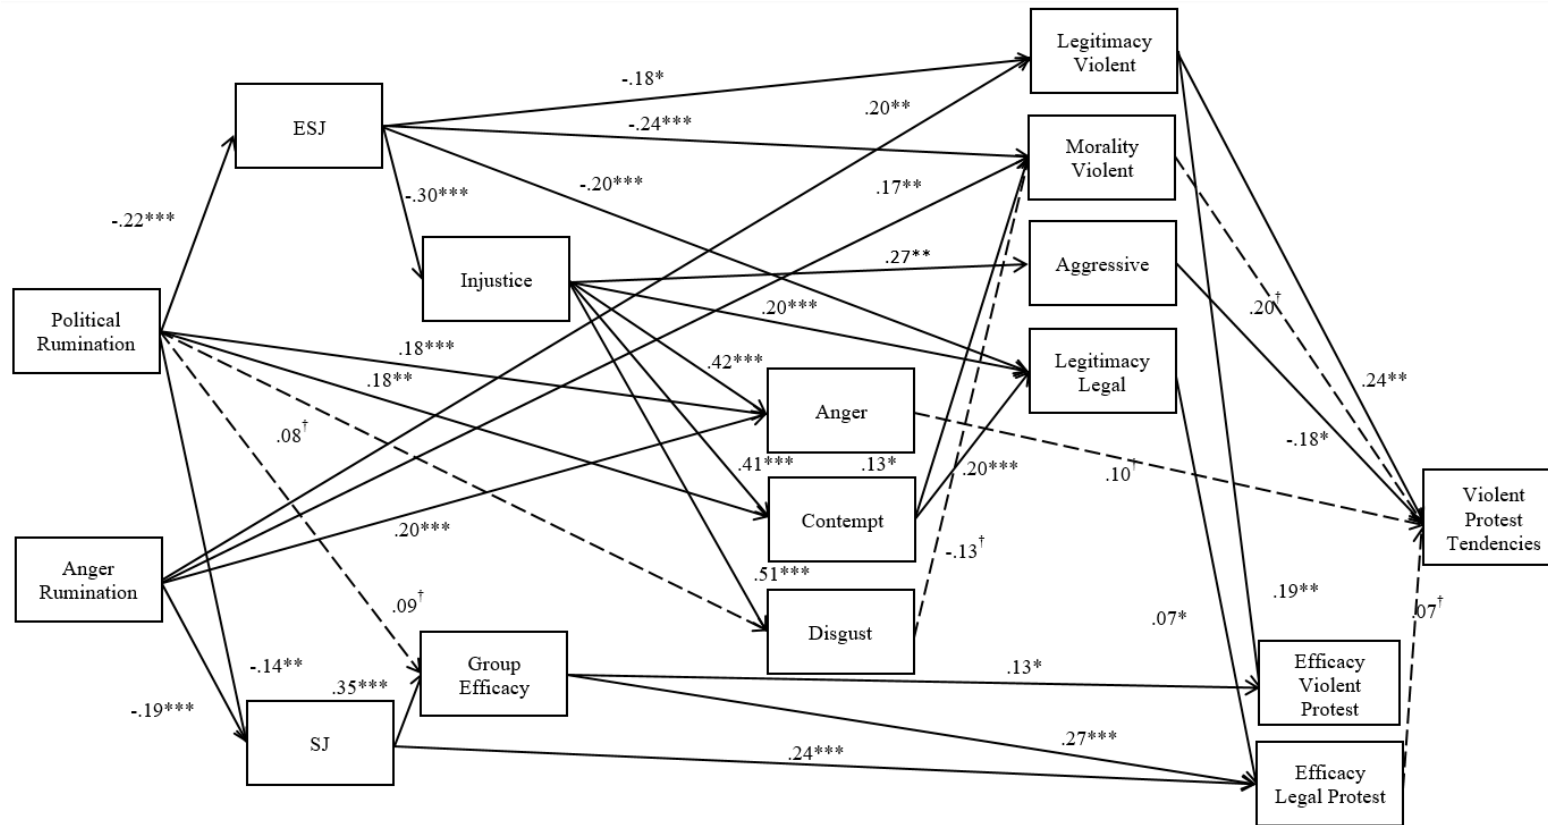 Legitimacy
Violent
-.18*
.20**
ESJ
-.24***
Morality
Violent
-.20***
.17**
-.30***
-.22***
Injustice
.27**
Aggressive
.20***
.20†
Political
Rumination
.18***
.42***
Legitimacy
Legal
.18**
.24**
Anger
.08†
-.18*
.41***
.13*
.20***
.10†
Violent
Protest
Tendencies
Contempt
.20***
-.13†
Anger
Rumination
.51***
.09†
.19**
.07†
.07*
Disgust
-.14**
Group
Efficacy
.13*
Efficacy
Violent
Protest
.35***
-.19***
SJ
.27***
.24***
Efficacy
Legal Protest